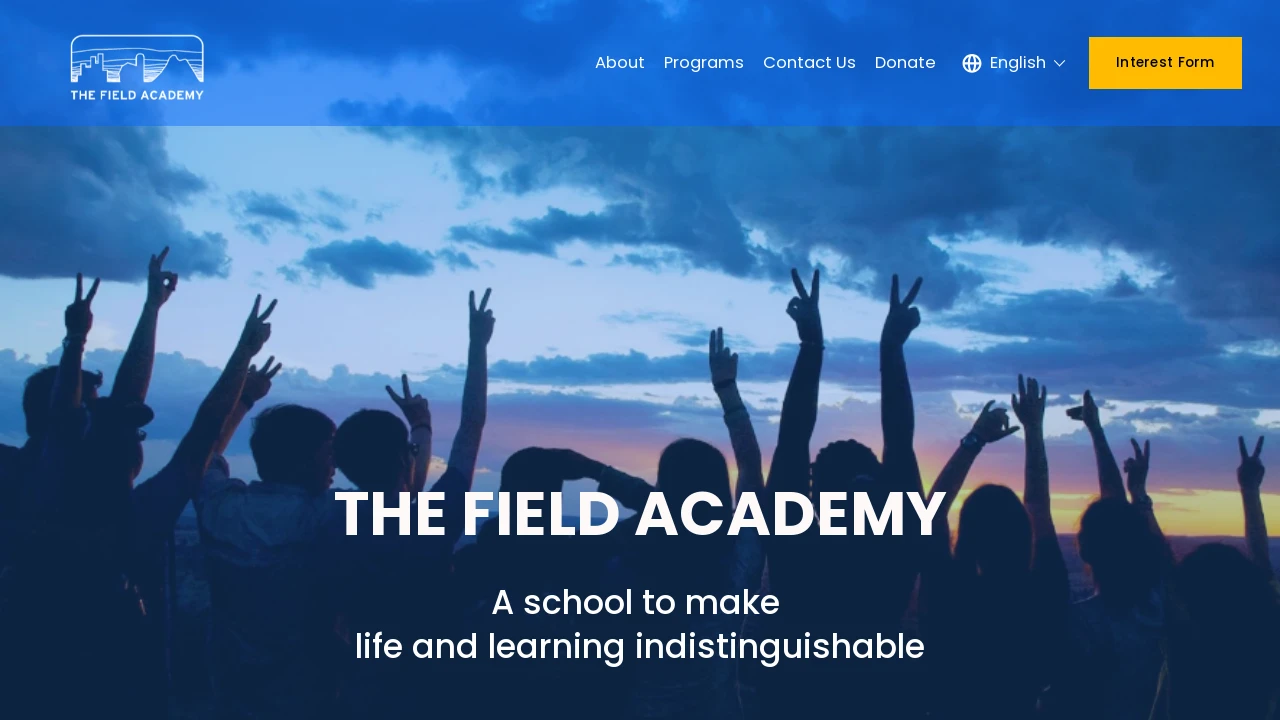 THE FIELD ACADEMY
About Programs Contact Us Donate English Interest Form
THE FIELD ACADEMY
A school to make
life and learning indistinguishable